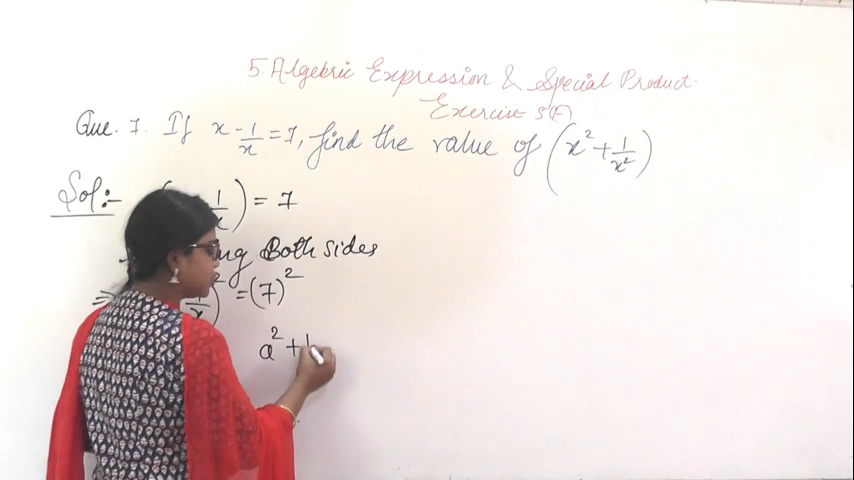 5. Algebric Expression & Special Product.
Exercise 5(F)
Que. 7. If x - 1/x = 7, find the value of (x² + 1/x²)
Sol:- 1/x) = 7
Both sides
⇒ 1/x)² = (7)²
a² +